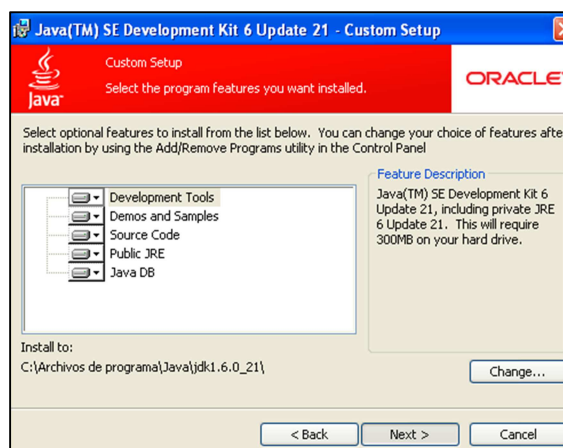 Java(TM) SE Development Kit 6 Update 21 - Custom Setup
Custom Setup
Select the program features you want installed.
Java
ORACLE
Select optional features to install from the list below. You can change your choice of features afte
installation by using the Add/Remove Programs utility in the Control Panel
Development Tools
Demos and Samples
Source Code
Public JRE
Java DB
Feature Description
Java(TM) SE Development Kit 6
Update 21, including private JRE
6 Update 21. This will require
300MB on your hard drive.
Install to:
C:\Archivos de programa\Java\jdk1.6.0_21\
Change...
< Back
Next >
Cancel